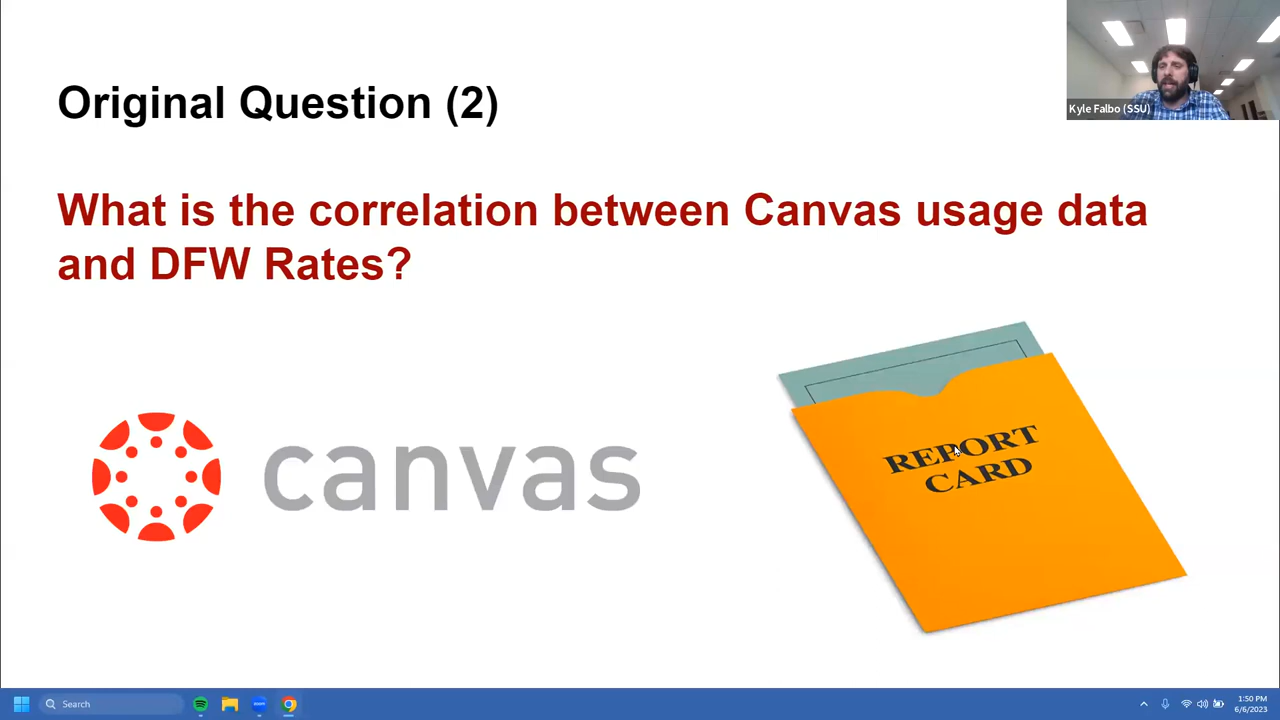 Original Question (2)
Kyle Falbo (SSU)
What is the correlation between Canvas usage data
and DFW Rates?
canvas
REPORT
CARD
Search
zoom
1:50 PM
6/6/2023